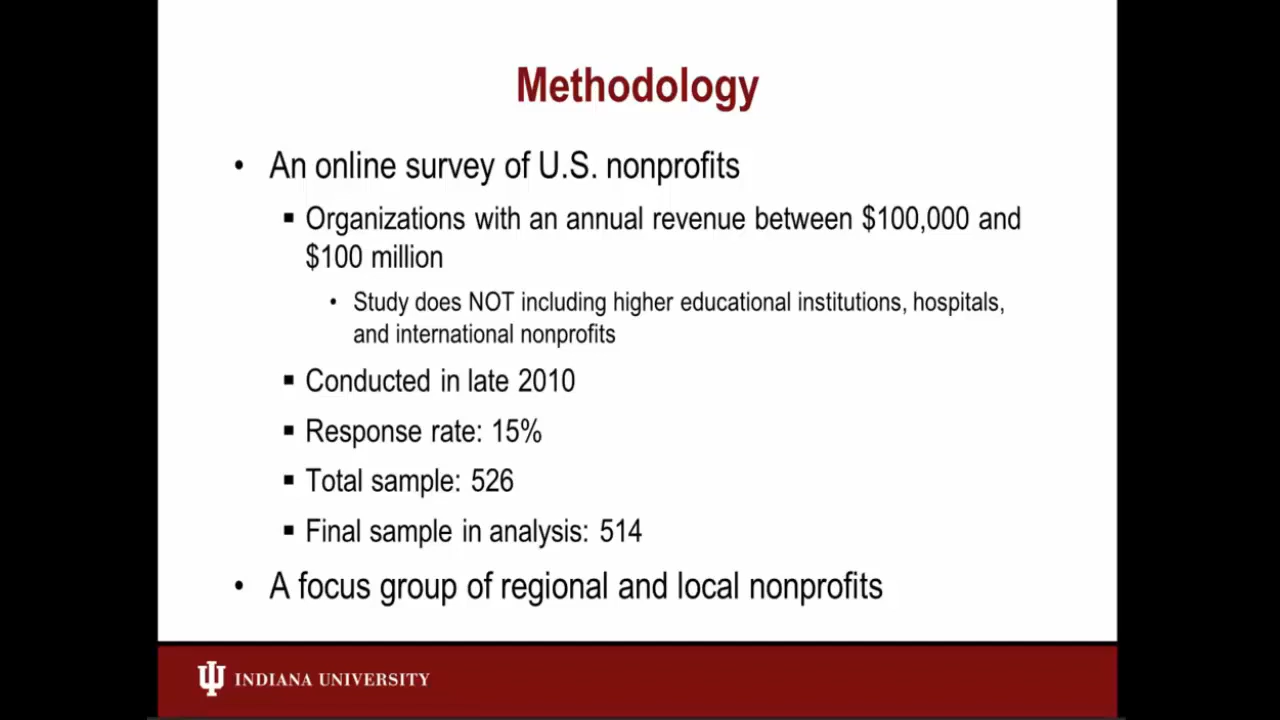 Methodology
• An online survey of U.S. nonprofits
▪ Organizations with an annual revenue between $100,000 and
$100 million
• Study does NOT including higher educational institutions, hospitals,
and international nonprofits
▪ Conducted in late 2010
▪ Response rate: 15%
▪ Total sample: 526
▪ Final sample in analysis: 514
• A focus group of regional and local nonprofits
INDIANA UNIVERSITY